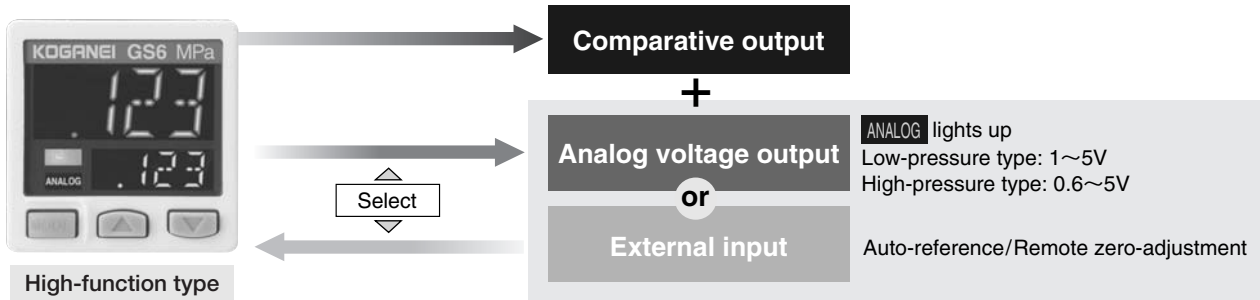 KOGANEI GS6 MPa
.123
ANALOG .123
MODE
High-function type
Select
Comparative output
+
Analog voltage output
or
External input
ANALOG lights up
Low-pressure type: 1～5V
High-pressure type: 0.6～5V
Auto-reference/Remote zero-adjustment